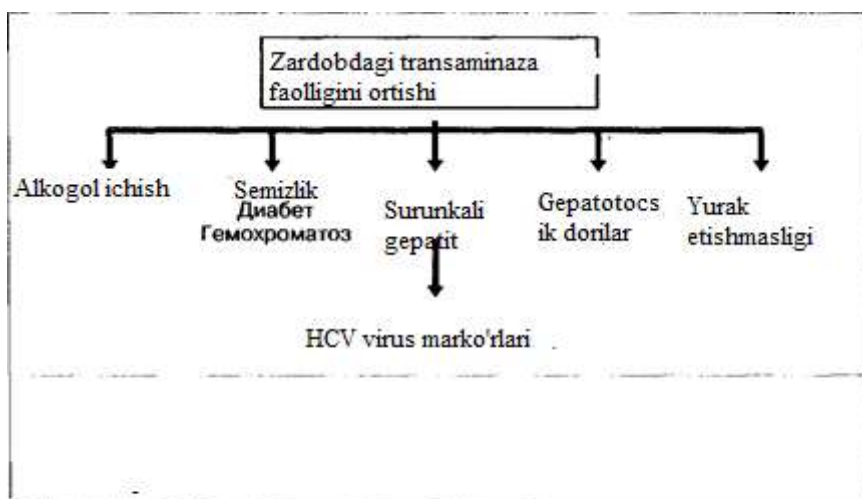 Zardobdagi transaminaza
faolligini ortishi
Alkogol ichish
Semizlik
Диабет
Гемохроматоз
Surunkali
gepatit
Gepatotocs
ik dorilar
Yurak
etishmasligi
HCV virus marko'rlari